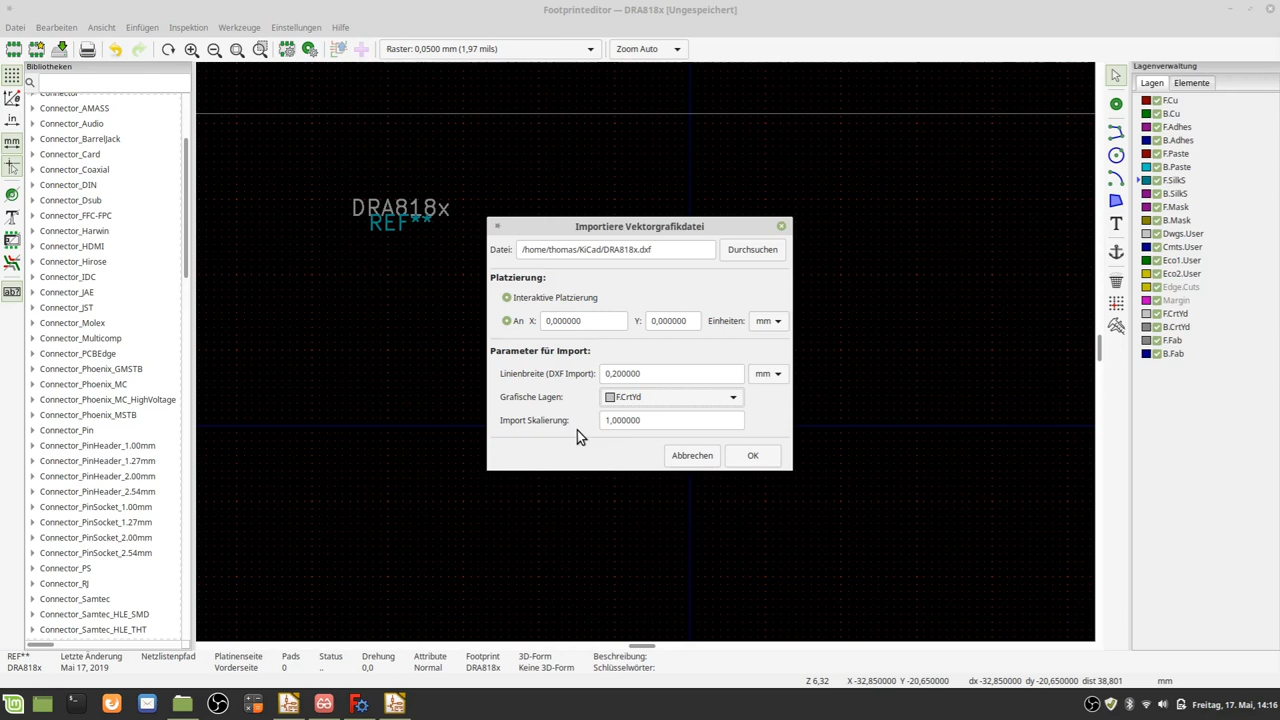 Footprinteditor — DRA818x [Ungespeichert]
Datei Bearbeiten Ansicht Einfügen Inspektion Werkzeuge Einstellungen Hilfe
Raster: 0,0500 mm (1,97 mils) Zoom Auto
Bibliotheken
Connector
Connector_AMASS
Connector_Audio
Connector_BarrelJack
Connector_Card
Connector_Coaxial
Connector_DIN
Connector_Dsub
Connector_FFC-FPC
Connector_Harwin
Connector_HDMI
Connector_Hirose
Connector_IDC
Connector_JAE
Connector_JST
Connector_Molex
Connector_Multicomp
Connector_PCBEdge
Connector_Phoenix_GMSTB
Connector_Phoenix_MC
Connector_Phoenix_MC_HighVoltage
Connector_Phoenix_MSTB
Connector_Pin
Connector_PinHeader_1.00mm
Connector_PinHeader_1.27mm
Connector_PinHeader_2.00mm
Connector_PinHeader_2.54mm
Connector_PinSocket_1.00mm
Connector_PinSocket_1.27mm
Connector_PinSocket_2.00mm
Connector_PinSocket_2.54mm
Connector_PS
Connector_RJ
Connector_Samtec
Connector_Samtec_HLE_SMD
Connector_Samtec_HLE_THT
in
mm
DRA818x
REF**
Importiere Vektorgrafikdatei
Datei: /home/thomas/KiCad/DRA818x.dxf Durchsuchen
Platzierung:
Interaktive Platzierung
An X: 0,000000 Y: 0,000000 Einheiten: mm
Parameter für Import:
Linienbreite (DXF Import): 0,200000 mm
Grafische Lagen: F.CrtYd
Import Skalierung: 1,000000
Abbrechen OK
Lagenverwaltung
Lagen Elemente
F.Cu
B.Cu
F.Adhes
B.Adhes
F.Paste
B.Paste
F.SilkS
B.SilkS
F.Mask
B.Mask
Dwgs.User
Cmts.User
Eco1.User
Eco2.User
Edge.Cuts
Margin
F.CrtYd
B.CrtYd
F.Fab
B.Fab
REF** Letzte Änderung Netzlistenpfad Platinenseite Pads Status Drehung Attribute Footprint 3D-Form Beschreibung:
DRA818x Mai 17, 2019 Vorderseite 0 .. 0,0 Normal DRA818x Keine 3D-Form Schlüsselwörter:
Z 6,32 X -32,850000 Y -20,650000 dx -32,850000 dy -20,650000 dist 38,801 mm
Freitag, 17. Mai, 14:16